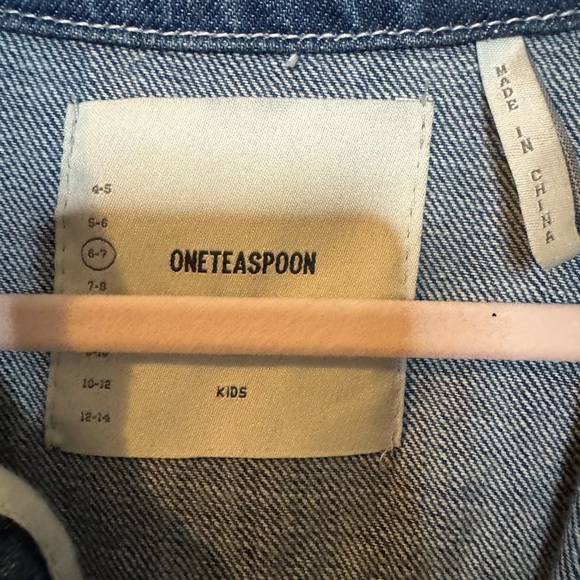 4-5
5-6
6-7
7-8
10-12
12-14
ONETEASPOON
KIDS
MADE IN CHINA